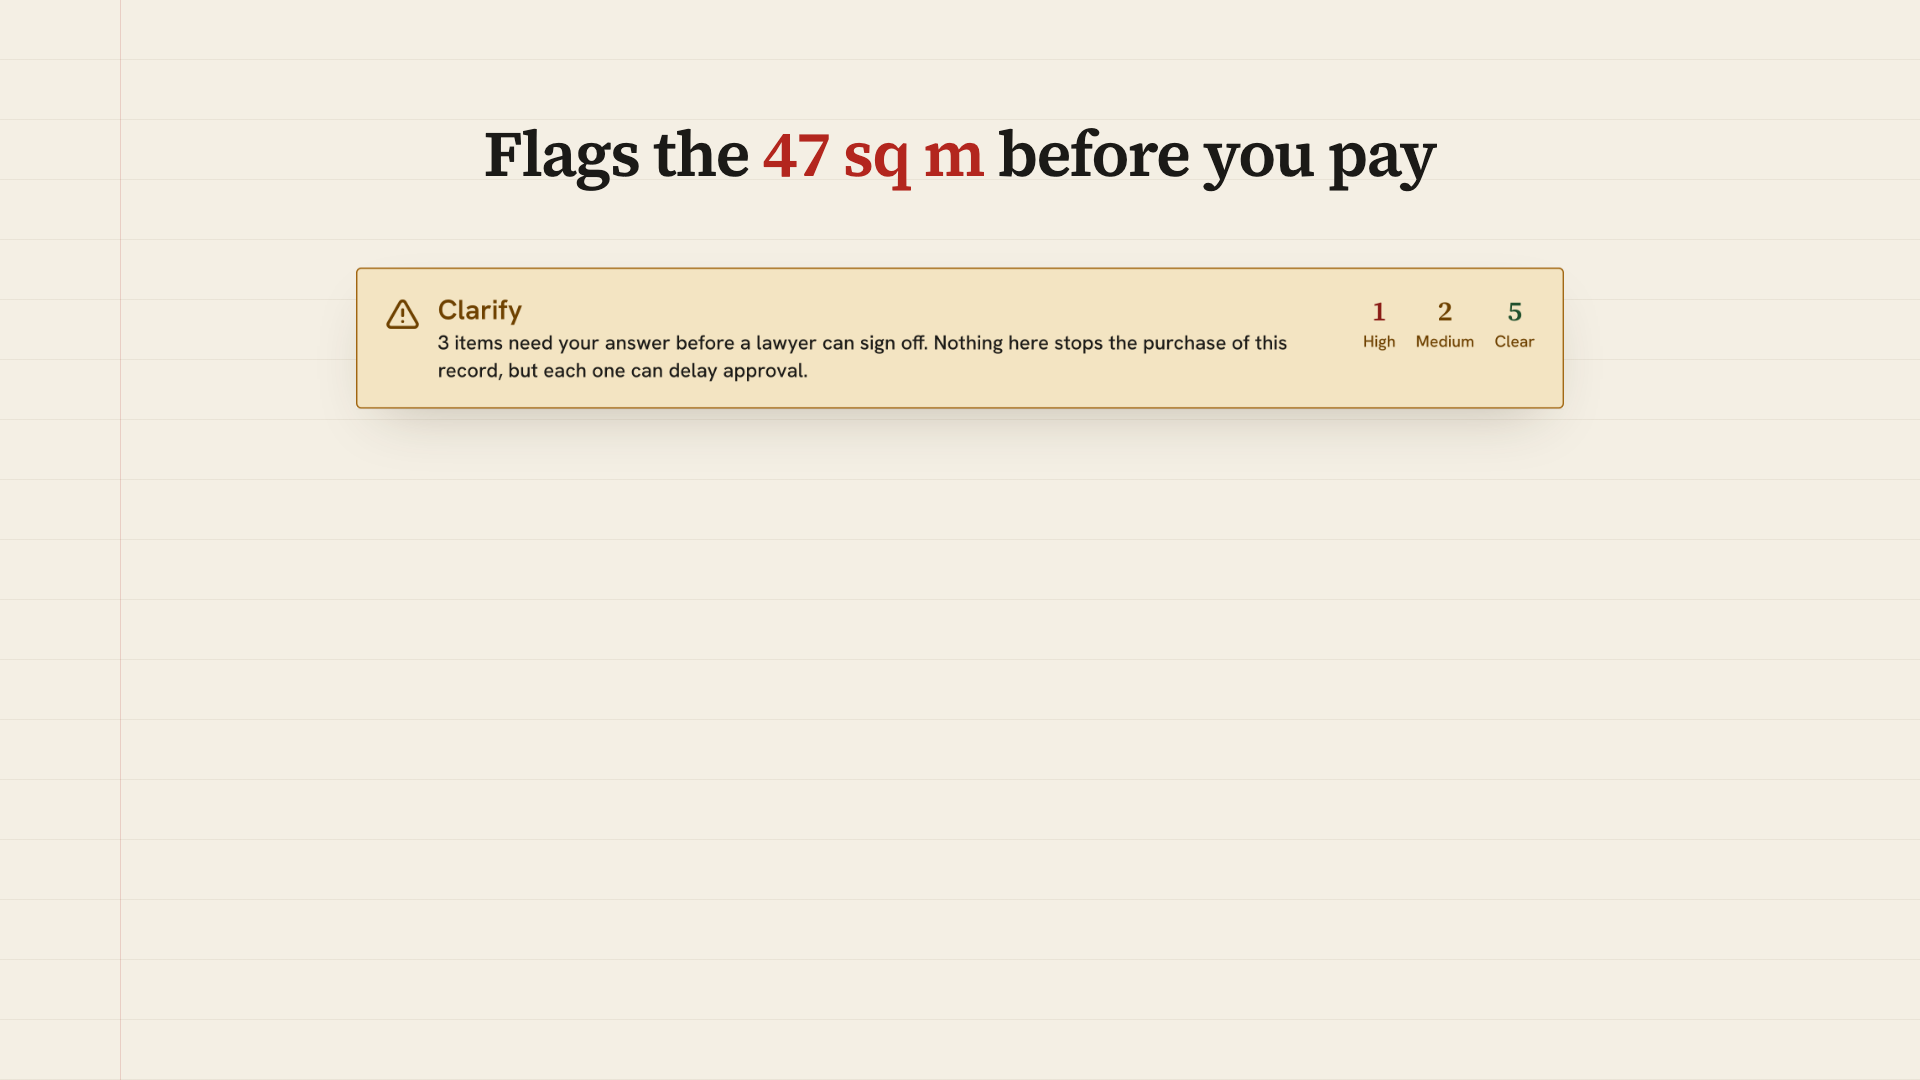 Flags the 47 sq m before you pay
Clarify
3 items need your answer before a lawyer can sign off. Nothing here stops the purchase of this
record, but each one can delay approval.
1 2 5
High Medium Clear